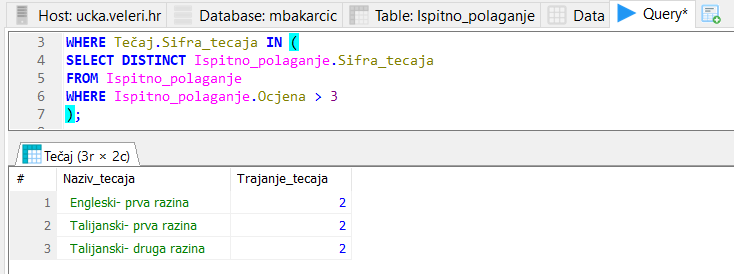 Host: ucka.veleri.hr Database: mbakarcic Table: Ispitno_polaganje Data Query*
3 WHERE Tečaj.Sifra_tecaja IN (
4 SELECT DISTINCT Ispitno_polaganje.Sifra_tecaja
5 FROM Ispitno_polaganje
6 WHERE Ispitno_polaganje.Ocjena > 3
7 );
Tečaj (3r × 2c)
# Naziv_tecaja Trajanje_tecaja
1 Engleski- prva razina 2
2 Talijanski- prva razina 2
3 Talijanski- druga razina 2